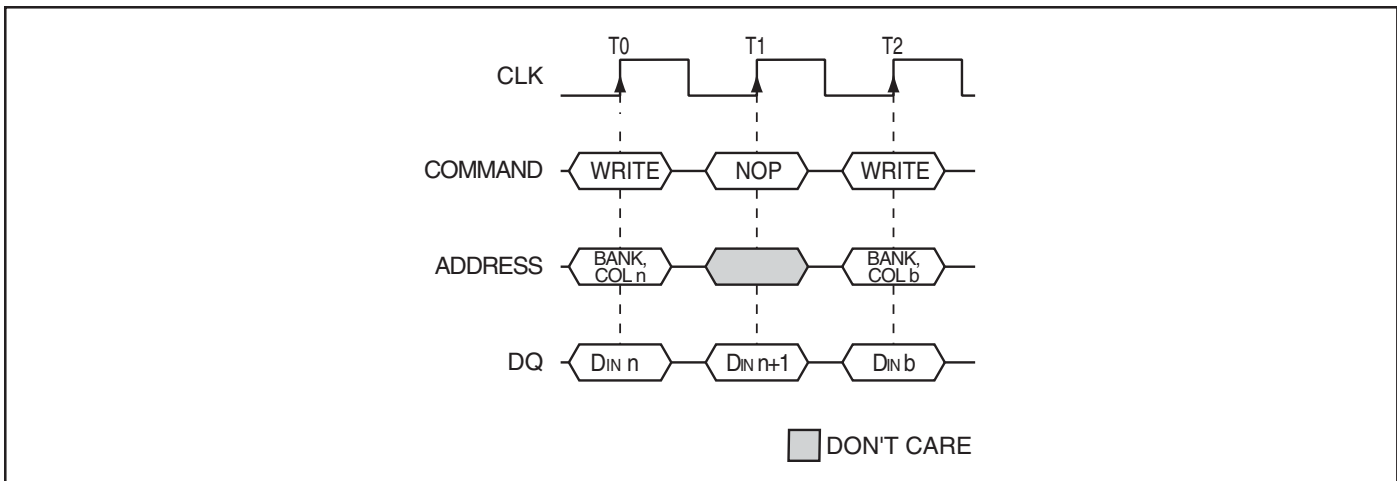 T0 T1 T2
CLK
COMMAND WRITE NOP WRITE
ADDRESS BANK, COL n BANK, COL b
DQ DIN n DIN n+1 DIN b
DON'T CARE